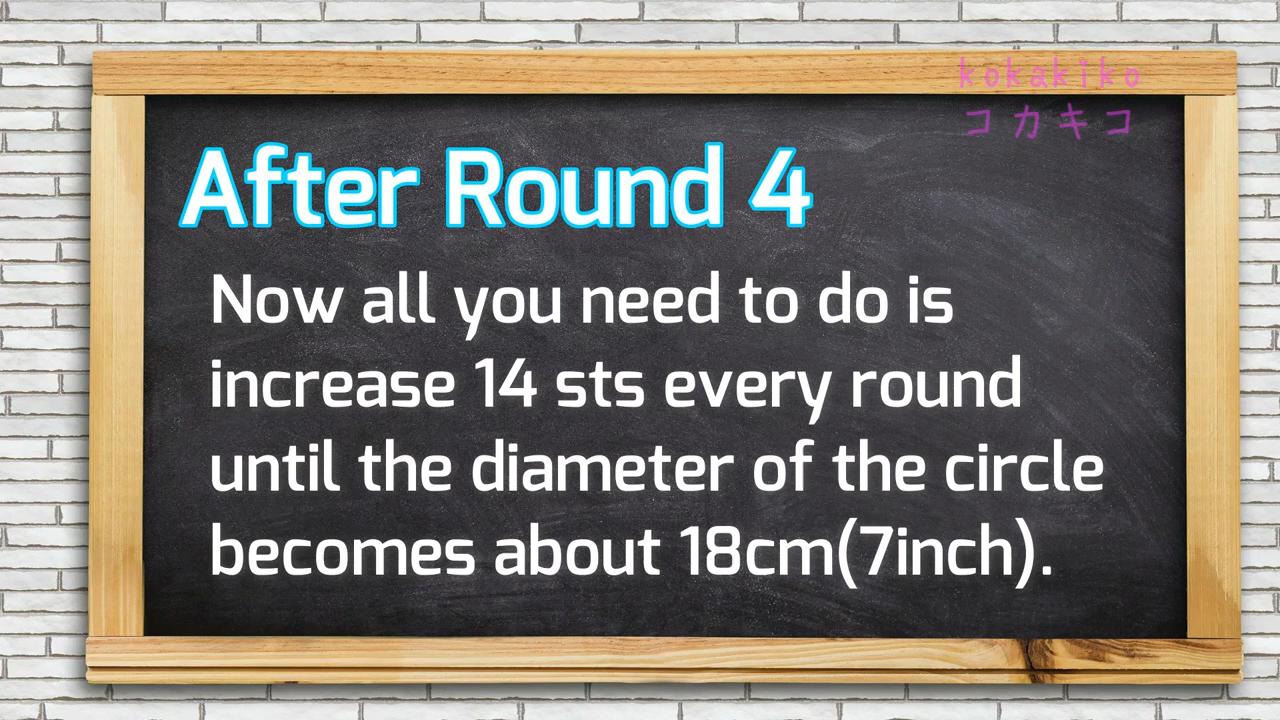 kokakiko
コカキコ
After Round 4
Now all you need to do is
increase 14 sts every round
until the diameter of the circle
becomes about 18cm(7inch).